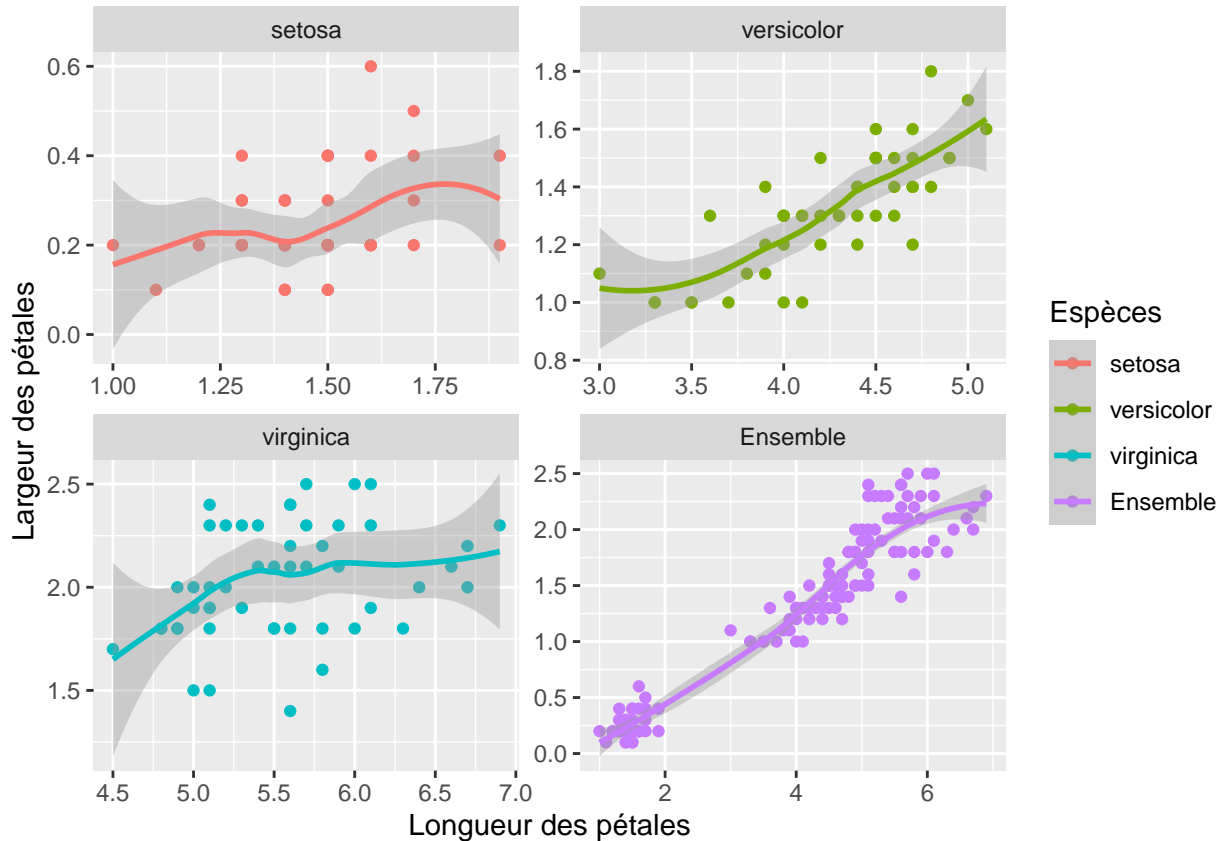 setosa
versicolor
0.6
0.4
0.2
0.0
1.00 1.25 1.50 1.75
1.8
1.6
1.4
1.2
1.0
0.8
3.0 3.5 4.0 4.5 5.0
virginica
Ensemble
2.5
2.0
1.5
4.5 5.0 5.5 6.0 6.5 7.0
2.5
2.0
1.5
1.0
0.5
0.0
2 4 6
Largeur des pétales
Longueur des pétales
Espèces
setosa
versicolor
virginica
Ensemble